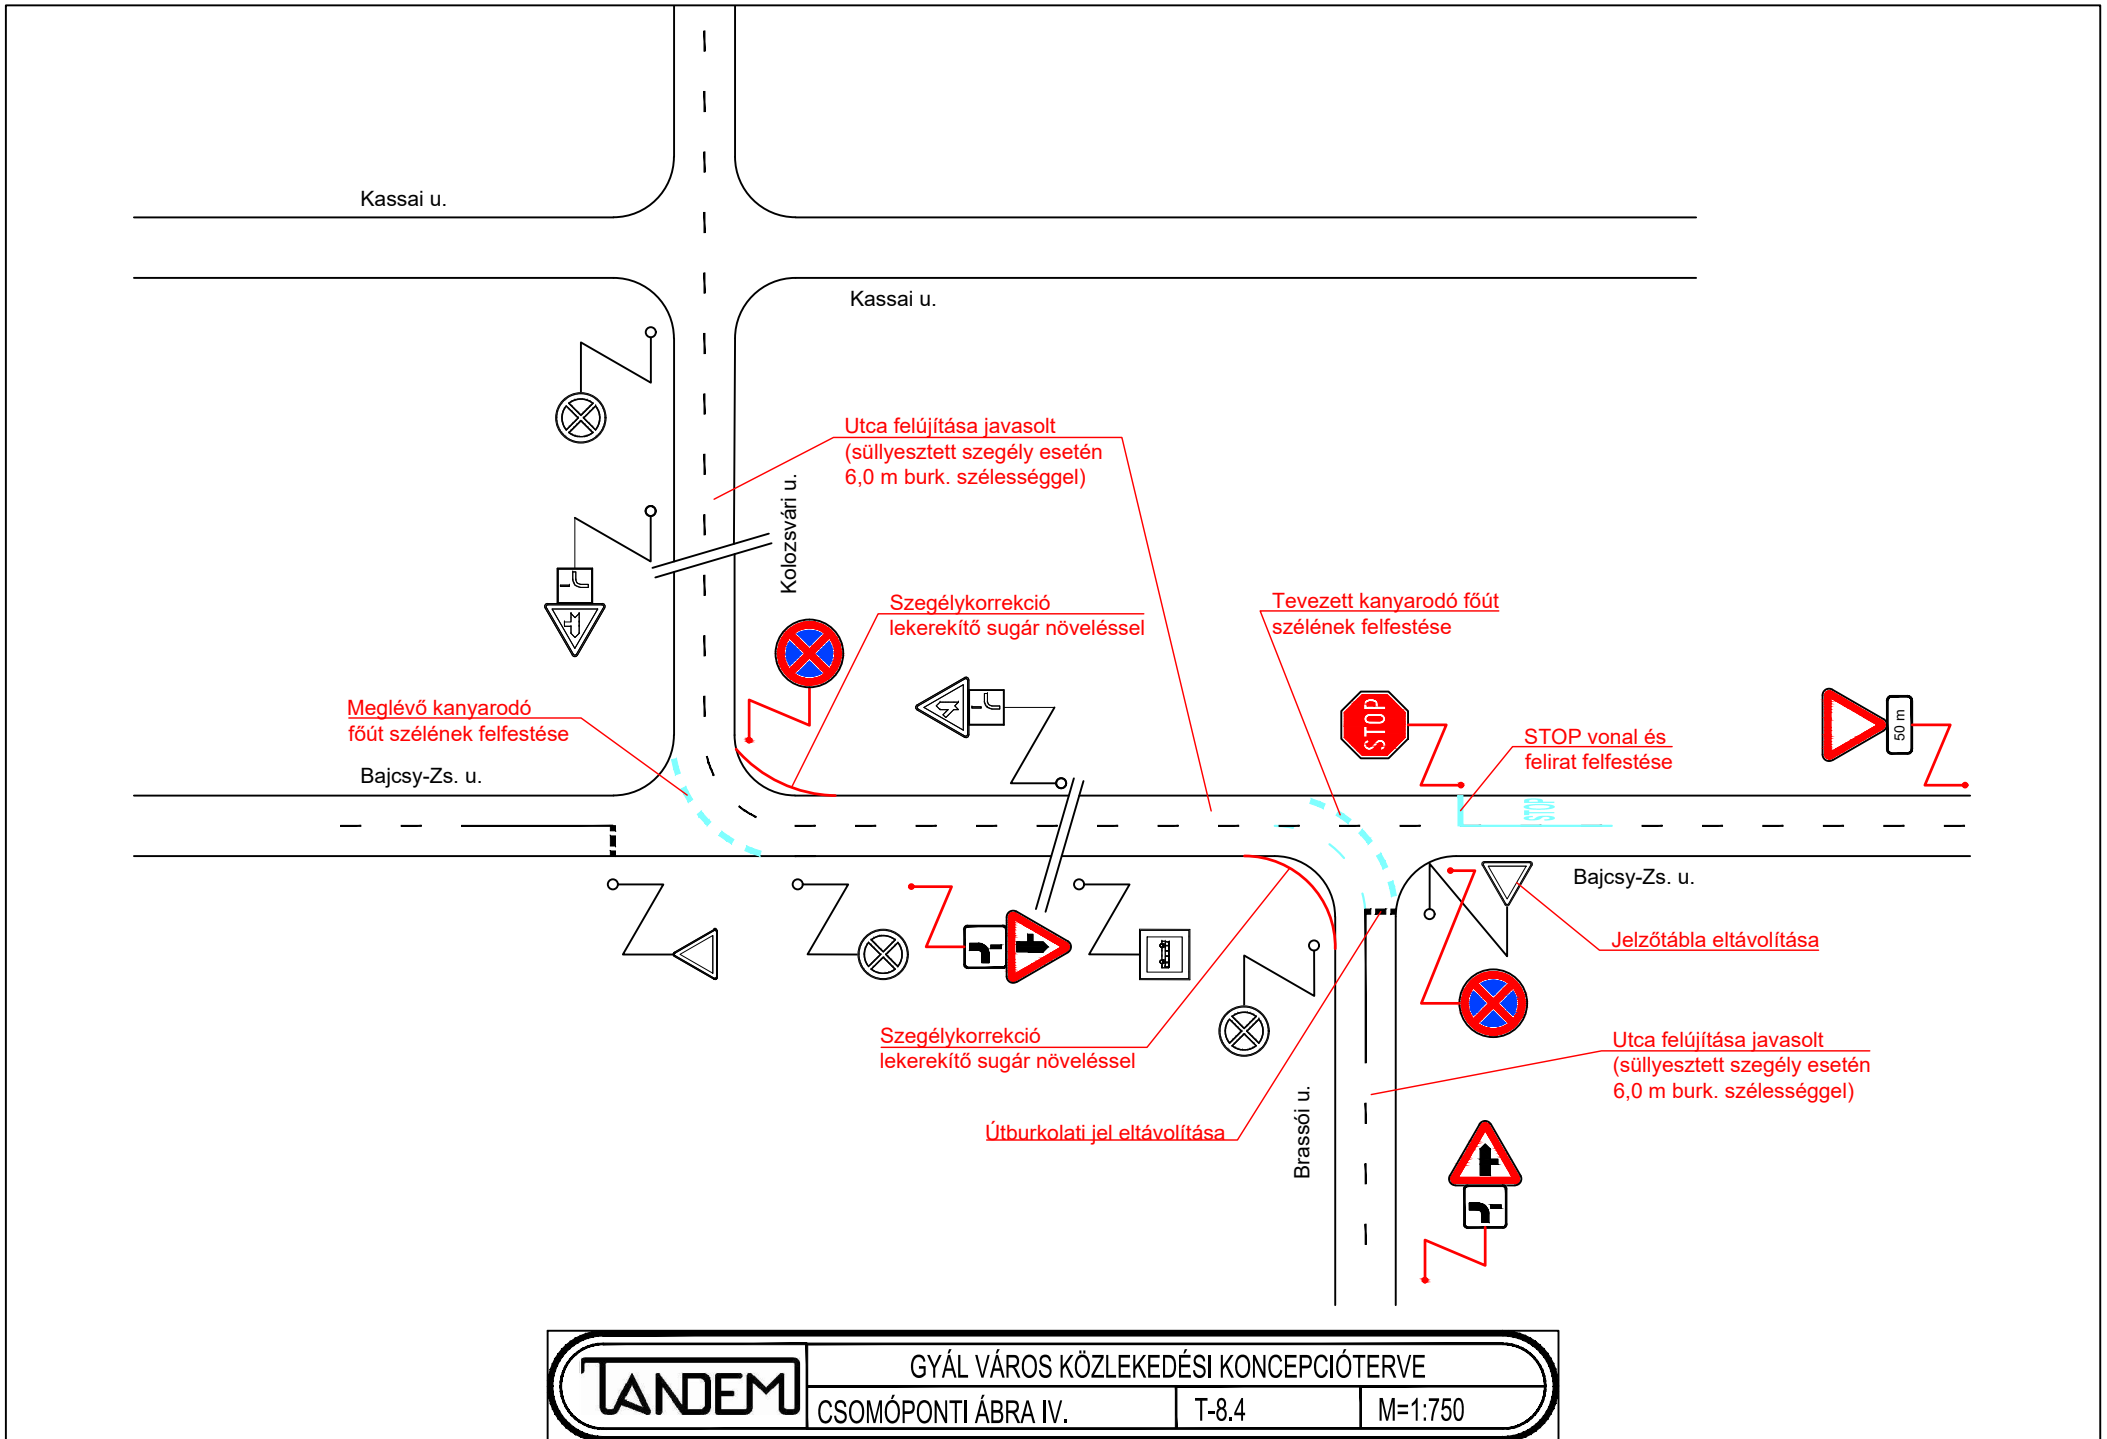 Kassai u.
Kassai u.
Utca felújítása javasolt
(süllyesztett szegély esetén
6,0 m burk. szélességgel)
Kolozsvári u.
Szegélykorrekció
lekerekítő sugár növeléssel
Tevezett kanyarodó főút
szélének felfestése
Meglévő kanyarodó
főút szélének felfestése
STOP
STOP vonal és
felirat felfestése
50 m
Bajcsy-Zs. u.
STOP
Bajcsy-Zs. u.
Jelzőtábla eltávolítása
Szegélykorrekció
lekerekítő sugár növeléssel
Utca felújítása javasolt
(süllyesztett szegély esetén
6,0 m burk. szélességgel)
Brassói u.
Útburkolati jel eltávolítása
TANDEM
GYÁL VÁROS KÖZLEKEDÉSI KONCEPCIÓTERVE
CSOMÓPONTI ÁBRA IV.
T-8.4
M=1:750